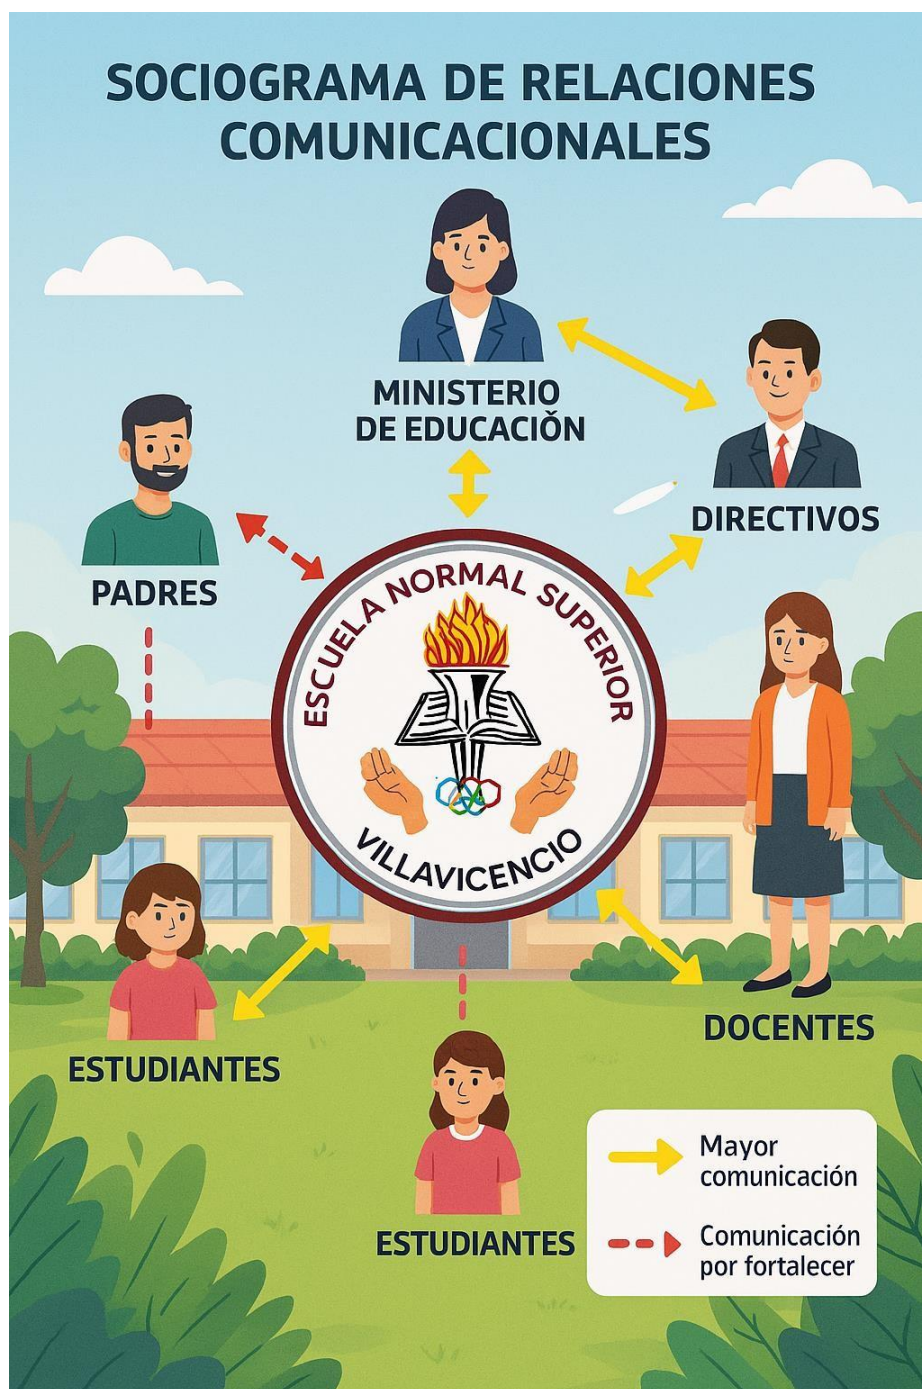 SOCIOGRAMA DE RELACIONES
COMUNICACIONALES
MINISTERIO
DE EDUCACIǑN
DIRECTIVOS
PADRES
ESCUELA NORMAL SUPERIOR
VILLAVICENCIO
ESTUDIANTES
DOCENTES
ESTUDIANTES
Mayor
comunicación
Comunicación
por fortalecer